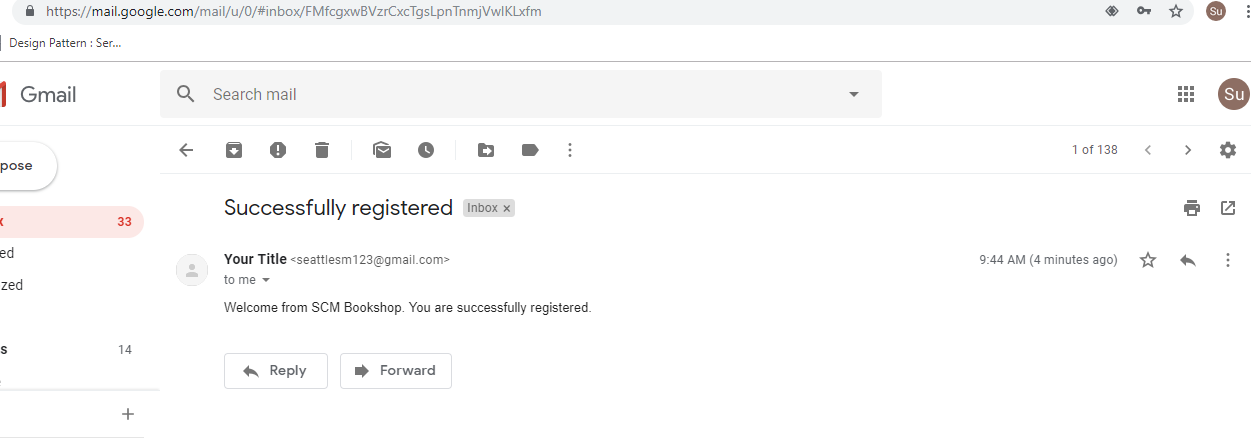 https://mail.google.com/mail/u/0/#inbox/FMfcgxwBVzrCxcTgsLpnTnmjVwlKLxfm
Su
Design Pattern : Ser...
Gmail
Search mail
Su
1 of 138
pose
Successfully registered
Inbox ×
x
33
Your Title <seattlesm123@gmail.com>
9:44 AM (4 minutes ago)
ed
to me
zed
Welcome from SCM Bookshop. You are successfully registered.
s
14
Reply
Forward